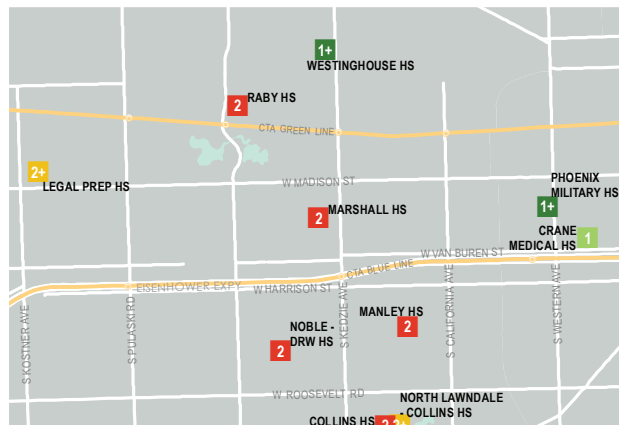 1+
WESTINGHOUSE HS
2
RABY HS
CTA GREEN LINE
2+
LEGAL PREP HS
W MADISON ST
PHOENIX
MILITARY HS
1+
2
MARSHALL HS
CRANE
MEDICAL HS
1
W VAN BUREN ST
CTA BLUE LINE
EISENHOWER EXPY
W HARRISON ST
S KOSTNER AVE
S PULASKI RD
S KEDZIE AVE
S CALIFORNIA AVE
S WESTERN AVE
MANLEY HS
2
NOBLE -
DRW HS
2
W ROOSEVELT RD
NORTH LAWNDALE
- COLLINS HS
COLLINS HS
2
2+